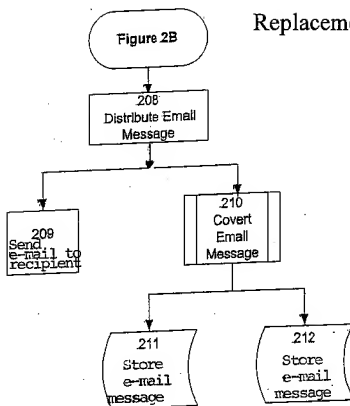 Replaceme
Figure 2B
208
Distribute Email
Message
209
Send
e-mail to
recipient
210
Covert
Email
Message
211
Store
e-mail
message
212
Store
e-mail
message